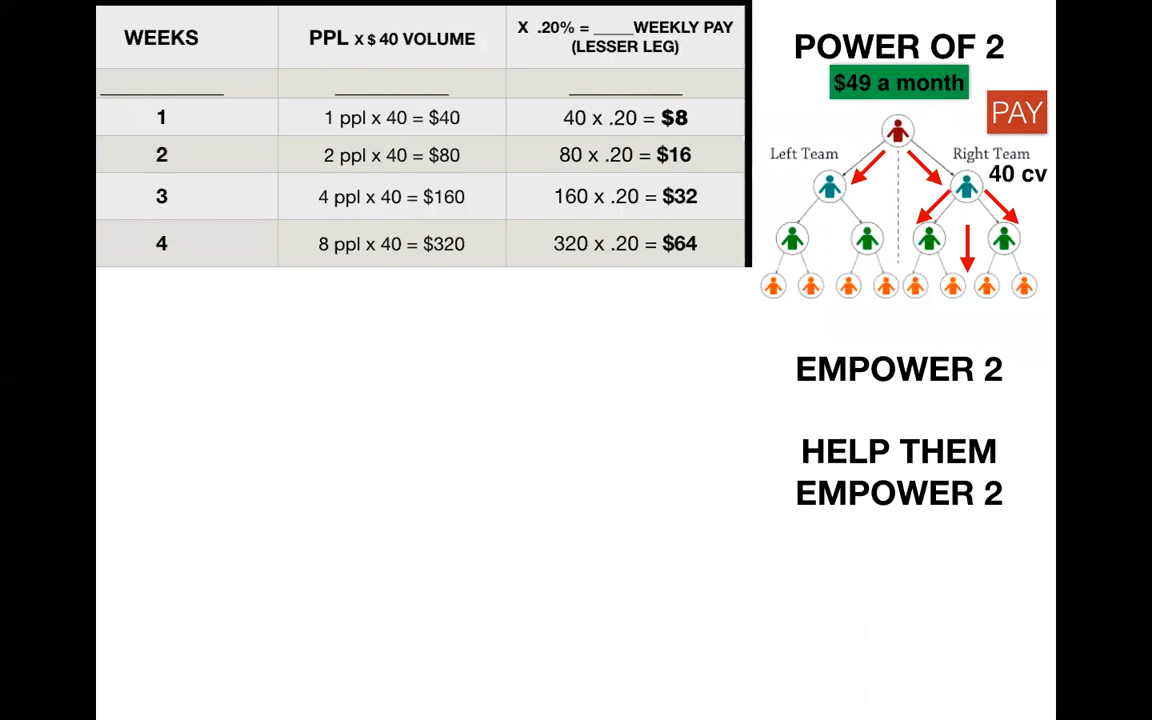 WEEKS PPL X $ 40 VOLUME X .20% = ____WEEKLY PAY
(LESSER LEG)
1 1 ppl x 40 = $40 40 x .20 = $8
2 2 ppl x 40 = $80 80 x .20 = $16
3 4 ppl x 40 = $160 160 x .20 = $32
4 8 ppl x 40 = $320 320 x .20 = $64
POWER OF 2
$49 a month
PAY
Left Team Right Team
40 cv
EMPOWER 2
HELP THEM
EMPOWER 2